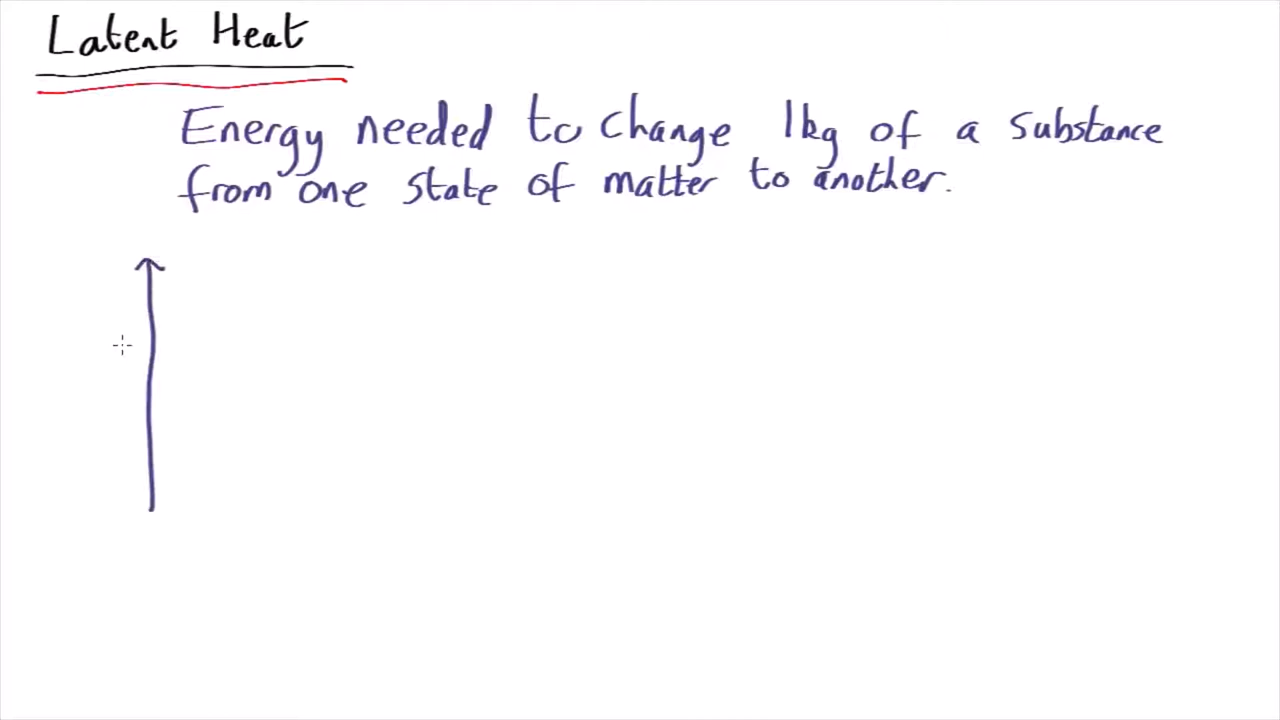 Latent Heat
Energy needed to change 1kg of a substance
from one state of matter to another.